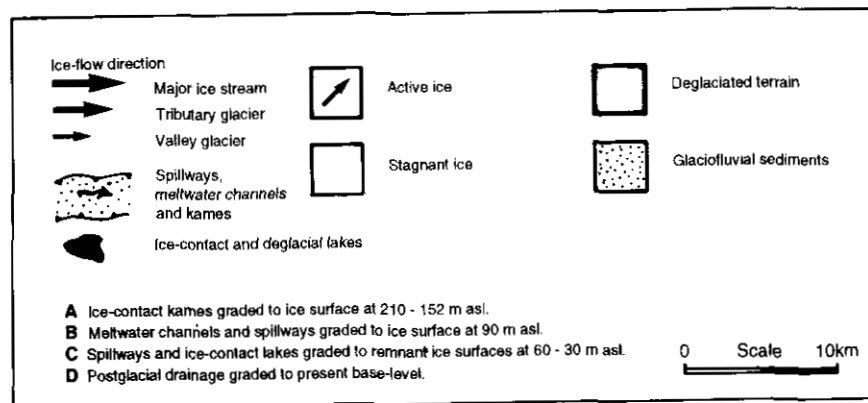 Ice-flow direction
Major ice stream
Tributary glacier
Valley glacier
Spillways,
meltwater channels
and kames
Ice-contact and deglacial lakes
Active ice
Stagnant ice
Deglaciated terrain
Glaciofluvial sediments
A Ice-contact kames graded to ice surface at 210 - 152 m asl.
B Meltwater channels and spillways graded to ice surface at 90 m asl.
C Spillways and ice-contact lakes graded to remnant ice surfaces at 60 - 30 m asl.
D Postglacial drainage graded to present base-level.
0 Scale 10km